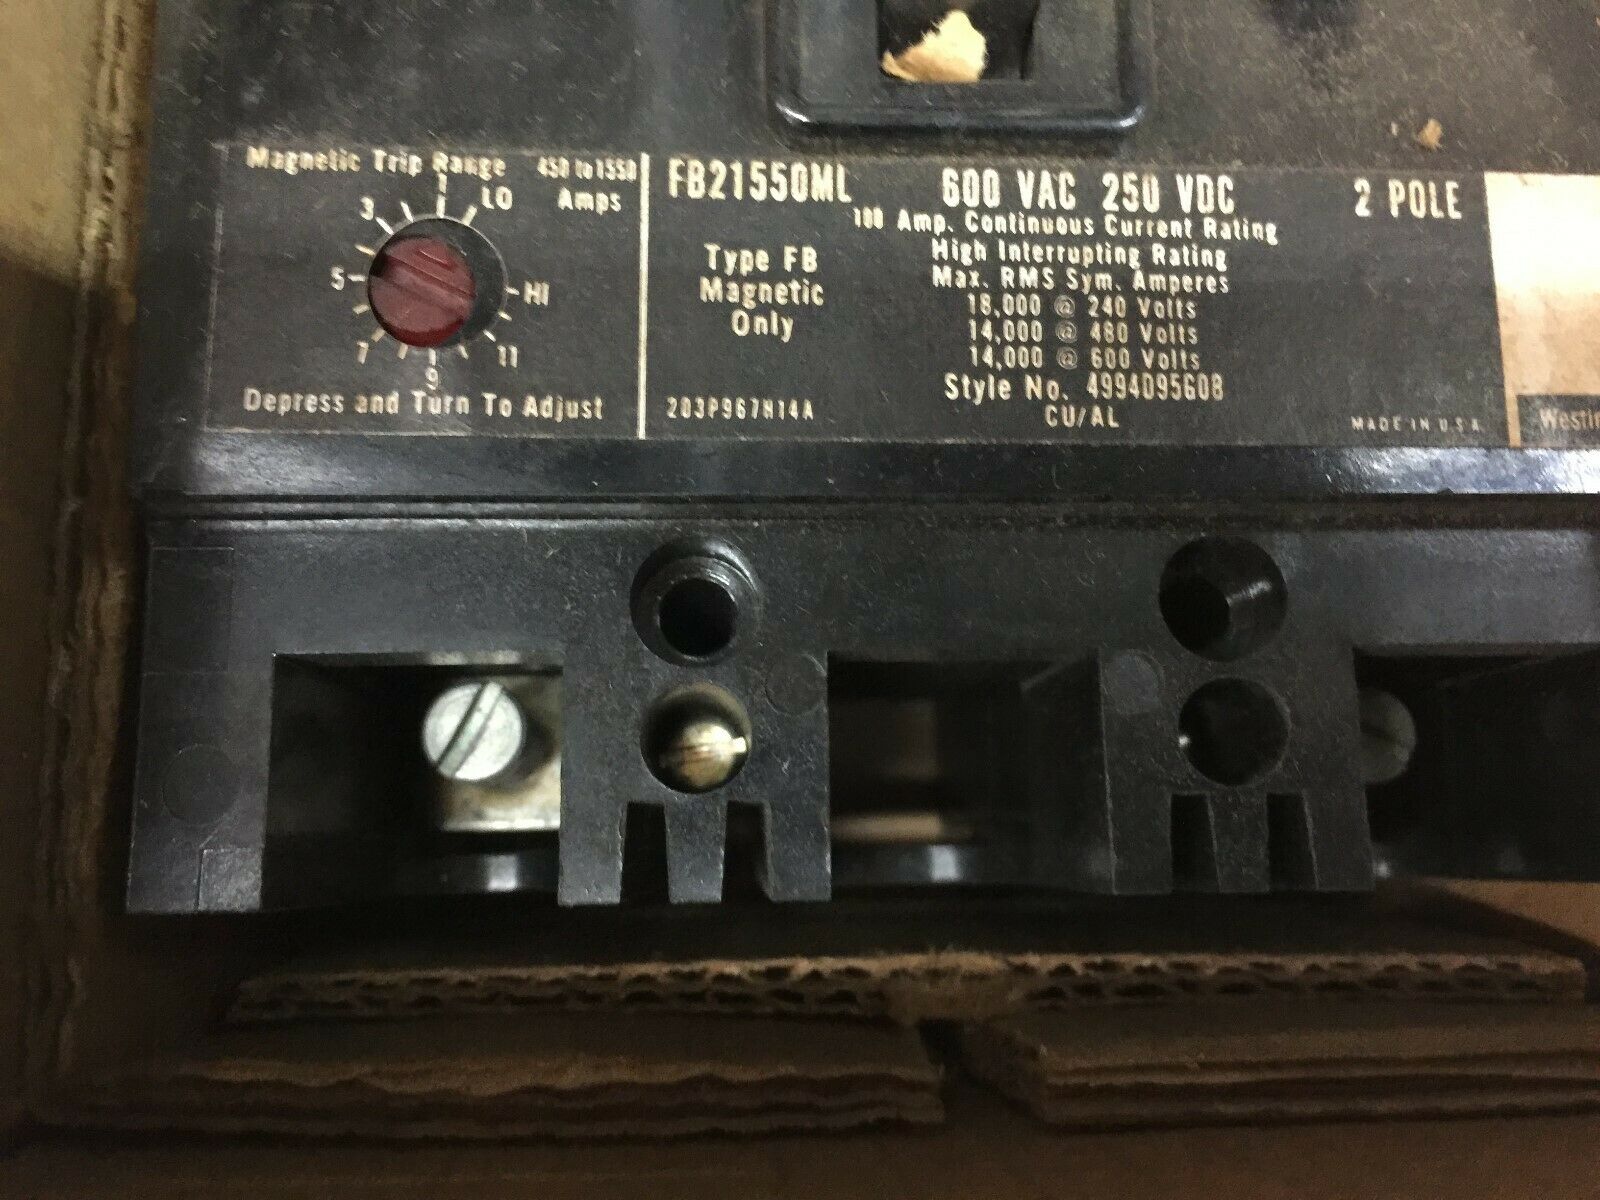 Magnetic Trip Range 450 to 1550
Amps
1
LO
3
5
HI
7
11
9
Depress and Turn To Adjust
FB21550ML
Type FB
Magnetic
Only
203P967H14A
600 VAC 250 VDC
100 Amp. Continuous Current Rating
High Interrupting Rating
Max. RMS Sym. Amperes
18,000 @ 240 Volts
14,000 @ 480 Volts
14,000 @ 600 Volts
Style No. 4994D95G08
CU/AL
2 POLE
MADE IN U.S.A.
Westin